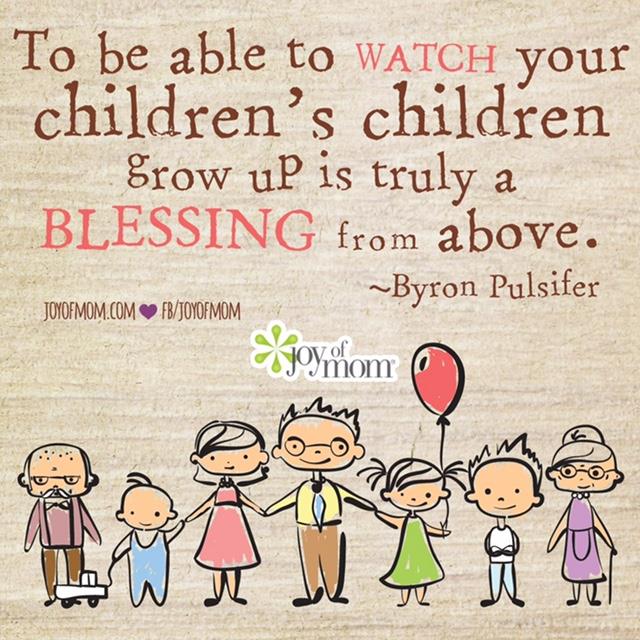 To be able to WATCH your
children's children
grow up is truly a
BLESSING from above.
~Byron Pulsifer
JOYOFMOM.COM 💜 FB/JOYOFMOM
joy of
mom